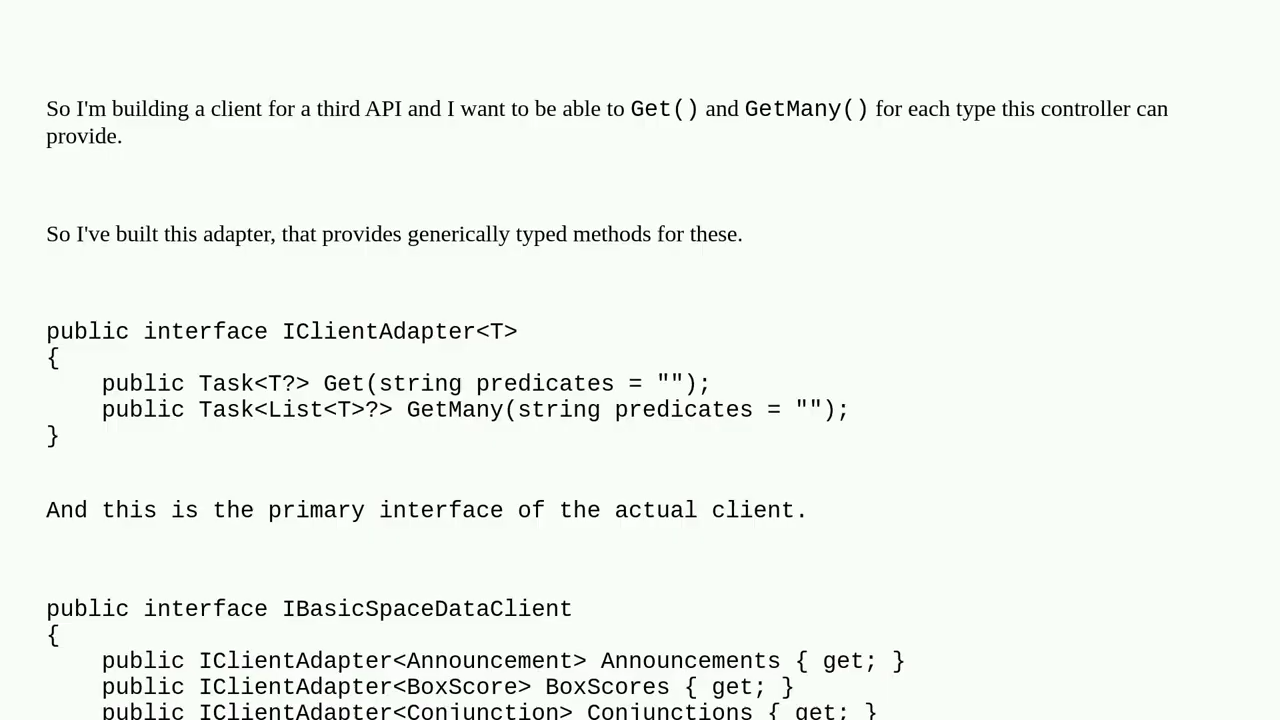 So I'm building a client for a third API and I want to be able to Get() and GetMany() for each type this controller can
provide.
So I've built this adapter, that provides generically typed methods for these.
public interface IClientAdapter<T>
{
    public Task<T?> Get(string predicates = "");
    public Task<List<T>?> GetMany(string predicates = "");
}
And this is the primary interface of the actual client.
public interface IBasicSpaceDataClient
{
    public IClientAdapter<Announcement> Announcements { get; }
    public IClientAdapter<BoxScore> BoxScores { get; }
    public IClientAdapter<Conjunction> Conjunctions { get; }